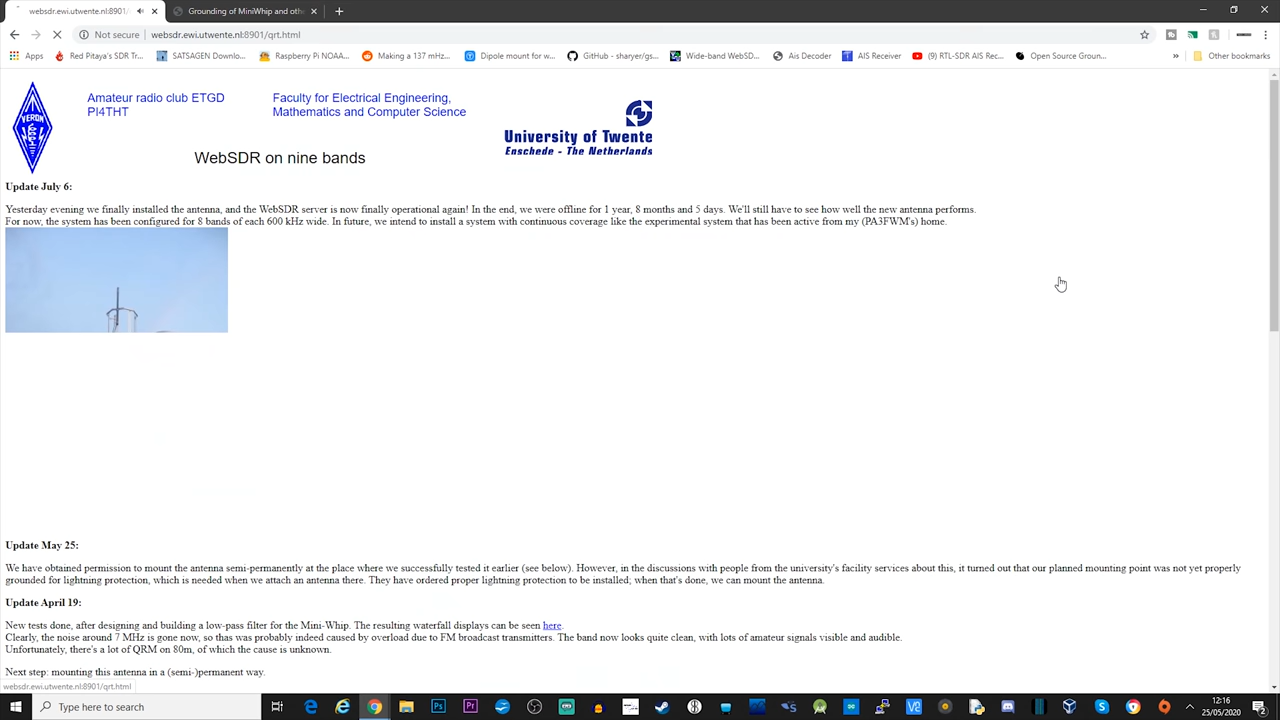 websdr.ewi.utwente.nl:8901/
Grounding of MiniWhip and oth
Not secure | websdr.ewi.utwente.nl:8901/qrt.html
Apps
Red Pitaya's SDR Tr...
SATSAGEN Downlo...
Raspberry Pi NOAA...
Making a 137 mHz...
Dipole mount for w...
GitHub - sharyer/gs...
Wide-band WebSD...
Ais Decoder
AIS Receiver
(9) RTL-SDR AIS Rec...
Open Source Groun...
»
Other bookmarks
VERON
Amateur radio club ETGD
PI4THT
Faculty for Electrical Engineering,
Mathematics and Computer Science
University of Twente
Enschede - The Netherlands
WebSDR on nine bands
Update July 6:
Yesterday evening we finally installed the antenna, and the WebSDR server is now finally operational again! In the end, we were offline for 1 year, 8 months and 5 days. We'll still have to see how well the new antenna performs.
For now, the system has been configured for 8 bands of each 600 kHz wide. In future, we intend to install a system with continuous coverage like the experimental system that has been active from my (PA3FWM's) home.
Update May 25:
We have obtained permission to mount the antenna semi-permanently at the place where we successfully tested it earlier (see below). However, in the discussions with people from the university's facility services about this, it turned out that our planned mounting point was not yet properly
grounded for lightning protection, which is needed when we attach an antenna there. They have ordered proper lightning protection to be installed; when that's done, we can mount the antenna.
Update April 19:
New tests done, after designing and building a low-pass filter for the Mini-Whip. The resulting waterfall displays can be seen here.
Clearly, the noise around 7 MHz is gone now, so thas was probably indeed caused by overload due to FM broadcast transmitters. The band now looks quite clean, with lots of amateur signals visible and audible.
Unfortunately, there's a lot of QRM on 80m, of which the cause is unknown.
Next step: mounting this antenna in a (semi-)permanent way.
websdr.ewi.utwente.nl:8901/qrt.html
Type here to search
12:16
25/05/2020